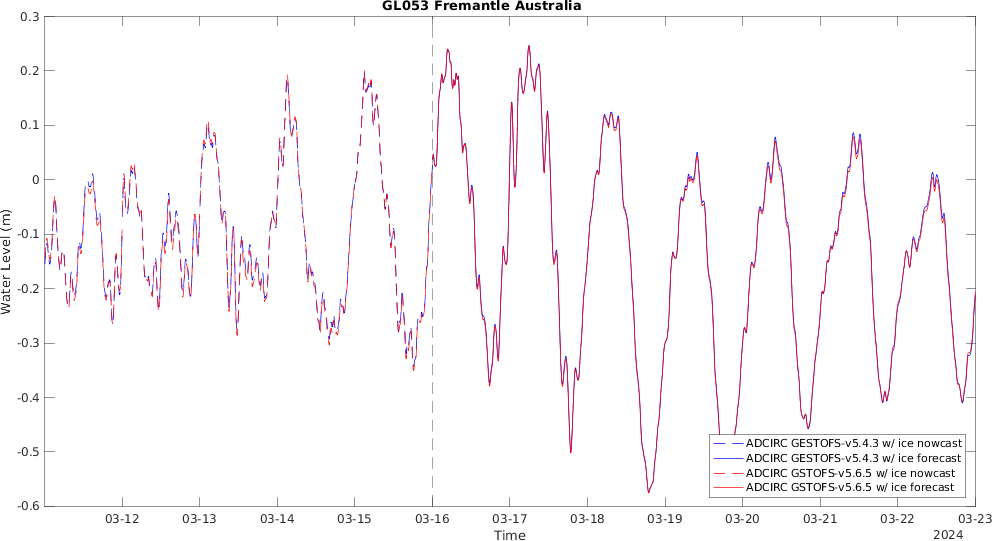 GL053 Fremantle Australia
0.3
0.2
0.1
0
-0.1
-0.2
-0.3
-0.4
-0.5
-0.6
Water Level (m)
ADCIRC GESTOFS-v5.4.3 w/ ice nowcast
ADCIRC GESTOFS-v5.4.3 w/ ice forecast
ADCIRC GSTOFS-v5.6.5 w/ ice nowcast
ADCIRC GSTOFS-v5.6.5 w/ ice forecast
03-12 03-13 03-14 03-15 03-16 03-17 03-18 03-19 03-20 03-21 03-22 03-23
Time
2024